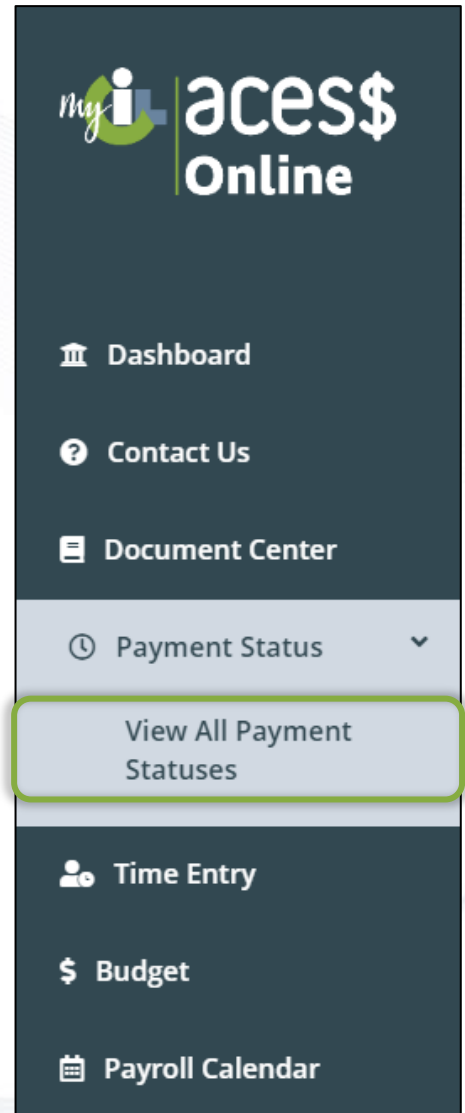 my iL aces$
Online
Dashboard
Contact Us
Document Center
Payment Status
View All Payment
Statuses
Time Entry
$ Budget
Payroll Calendar